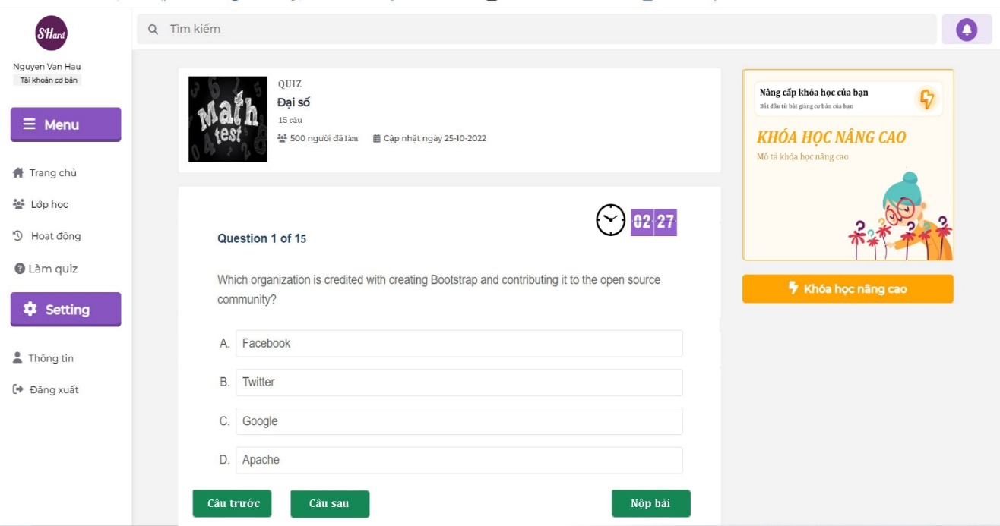 SHard
Tìm kiếm
Nguyen Van Hau
Tài khoản cơ bản
Menu
Trang chủ
Lớp học
Hoạt động
Làm quiz
Setting
Thông tin
Đăng xuất
Math
test
QUIZ
Đại số
15 câu
500 người đã làm
Cập nhật ngày 25-10-2022
02 27
Question 1 of 15
Which organization is credited with creating Bootstrap and contributing it to the open source
community?
A. Facebook
B. Twitter
C. Google
D. Apache
Câu trước
Câu sau
Nộp bài
Nâng cấp khóa học của bạn
Bắt đầu từ bài giảng cơ bản của bạn
KHÓA HỌC NÂNG CAO
Mô tả khóa học nâng cao
Khóa học nâng cao